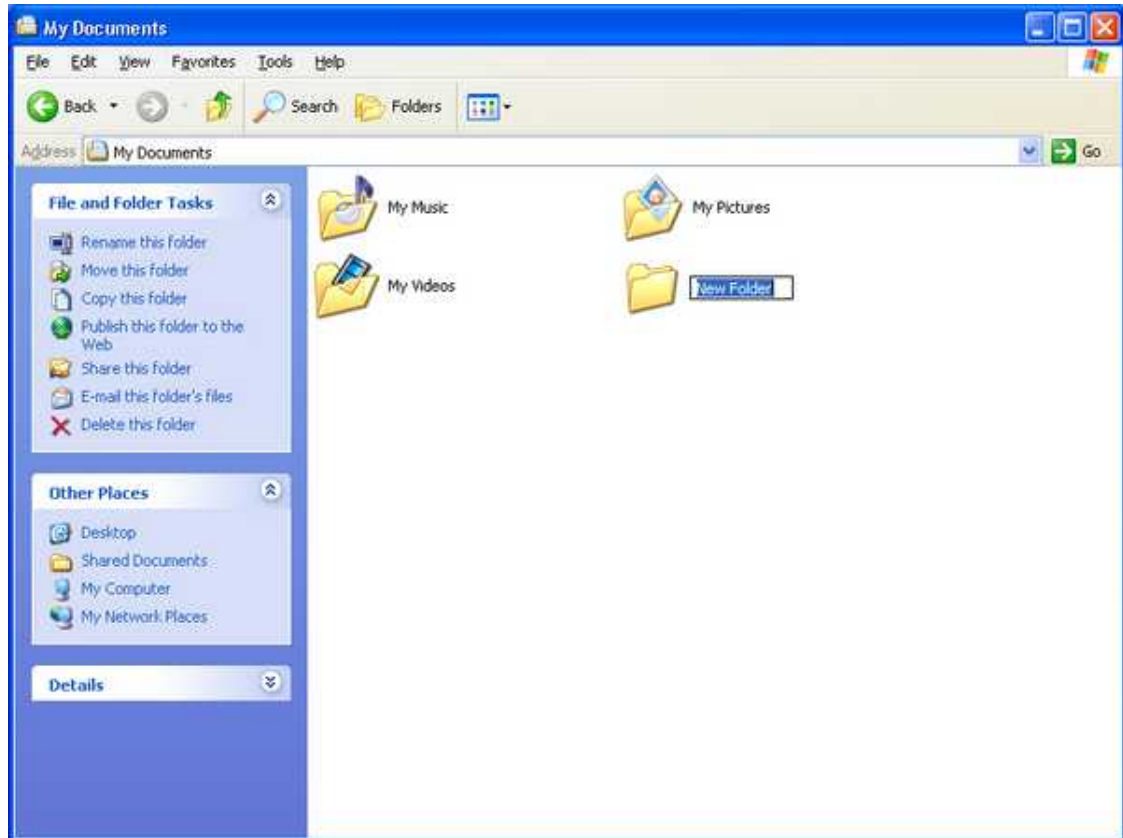 My Documents
File Edit View Favorites Tools Help
Back Search Folders
Address My Documents Go
File and Folder Tasks
Rename this folder
Move this folder
Copy this folder
Publish this folder to the
Web
Share this folder
E-mail this folder's files
Delete this folder
Other Places
Desktop
Shared Documents
My Computer
My Network Places
Details
My Music
My Pictures
My Videos
New Folder